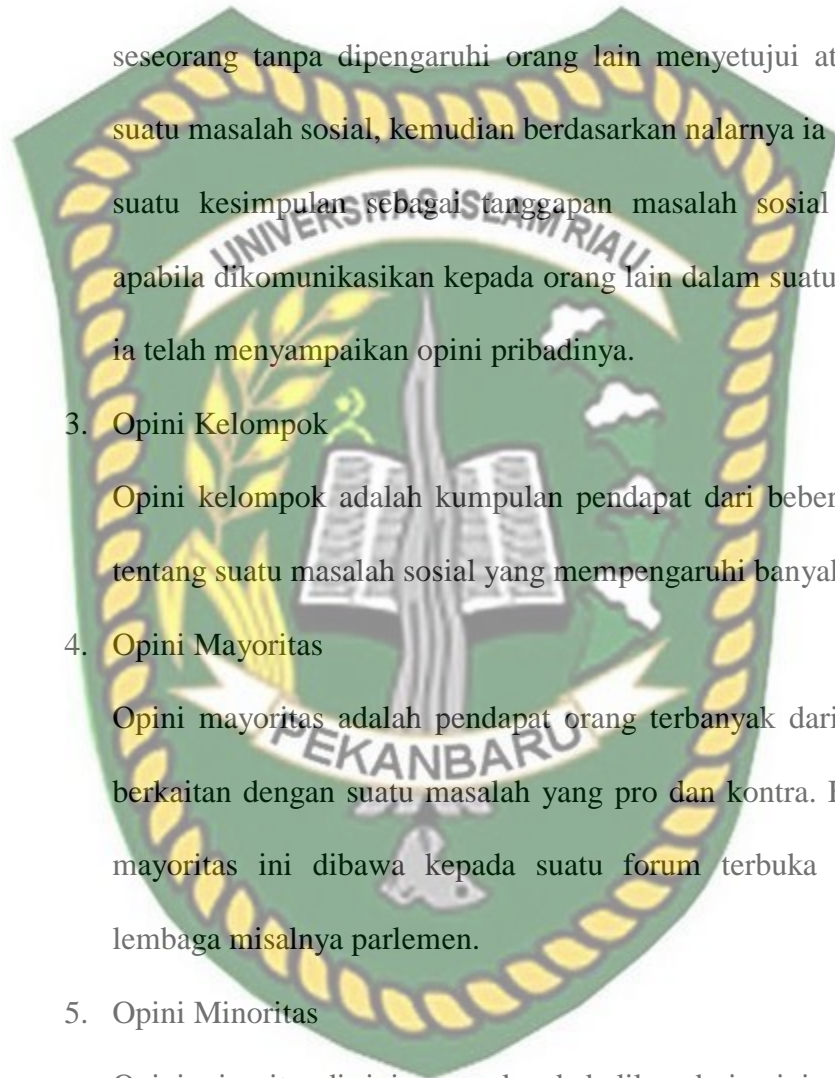 seseorang tanpa dipengaruhi orang lain menyetujui
suatu masalah sosial, kemudian berdasarkan nalarnya ia
suatu kesimpulan sebagai tanggapan masalah sosial
UNIVERSITAS ISLAM RIAU
apabila dikomunikasikan kepada orang lain dalam suatu
ia telah menyampaikan opini pribadinya.
3. Opini Kelompok
Opini kelompok adalah kumpulan pendapat dari
tentang suatu masalah sosial yang mempengaruhi
4. Opini Mayoritas
Opini mayoritas adalah pendapat orang terbanyak dari
PEKANBARU
berkaitan dengan suatu masalah yang pro dan kontra.
mayoritas ini dibawa kepada suatu forum terbuka
lembaga misalnya parlemen.
5. Opini Minoritas